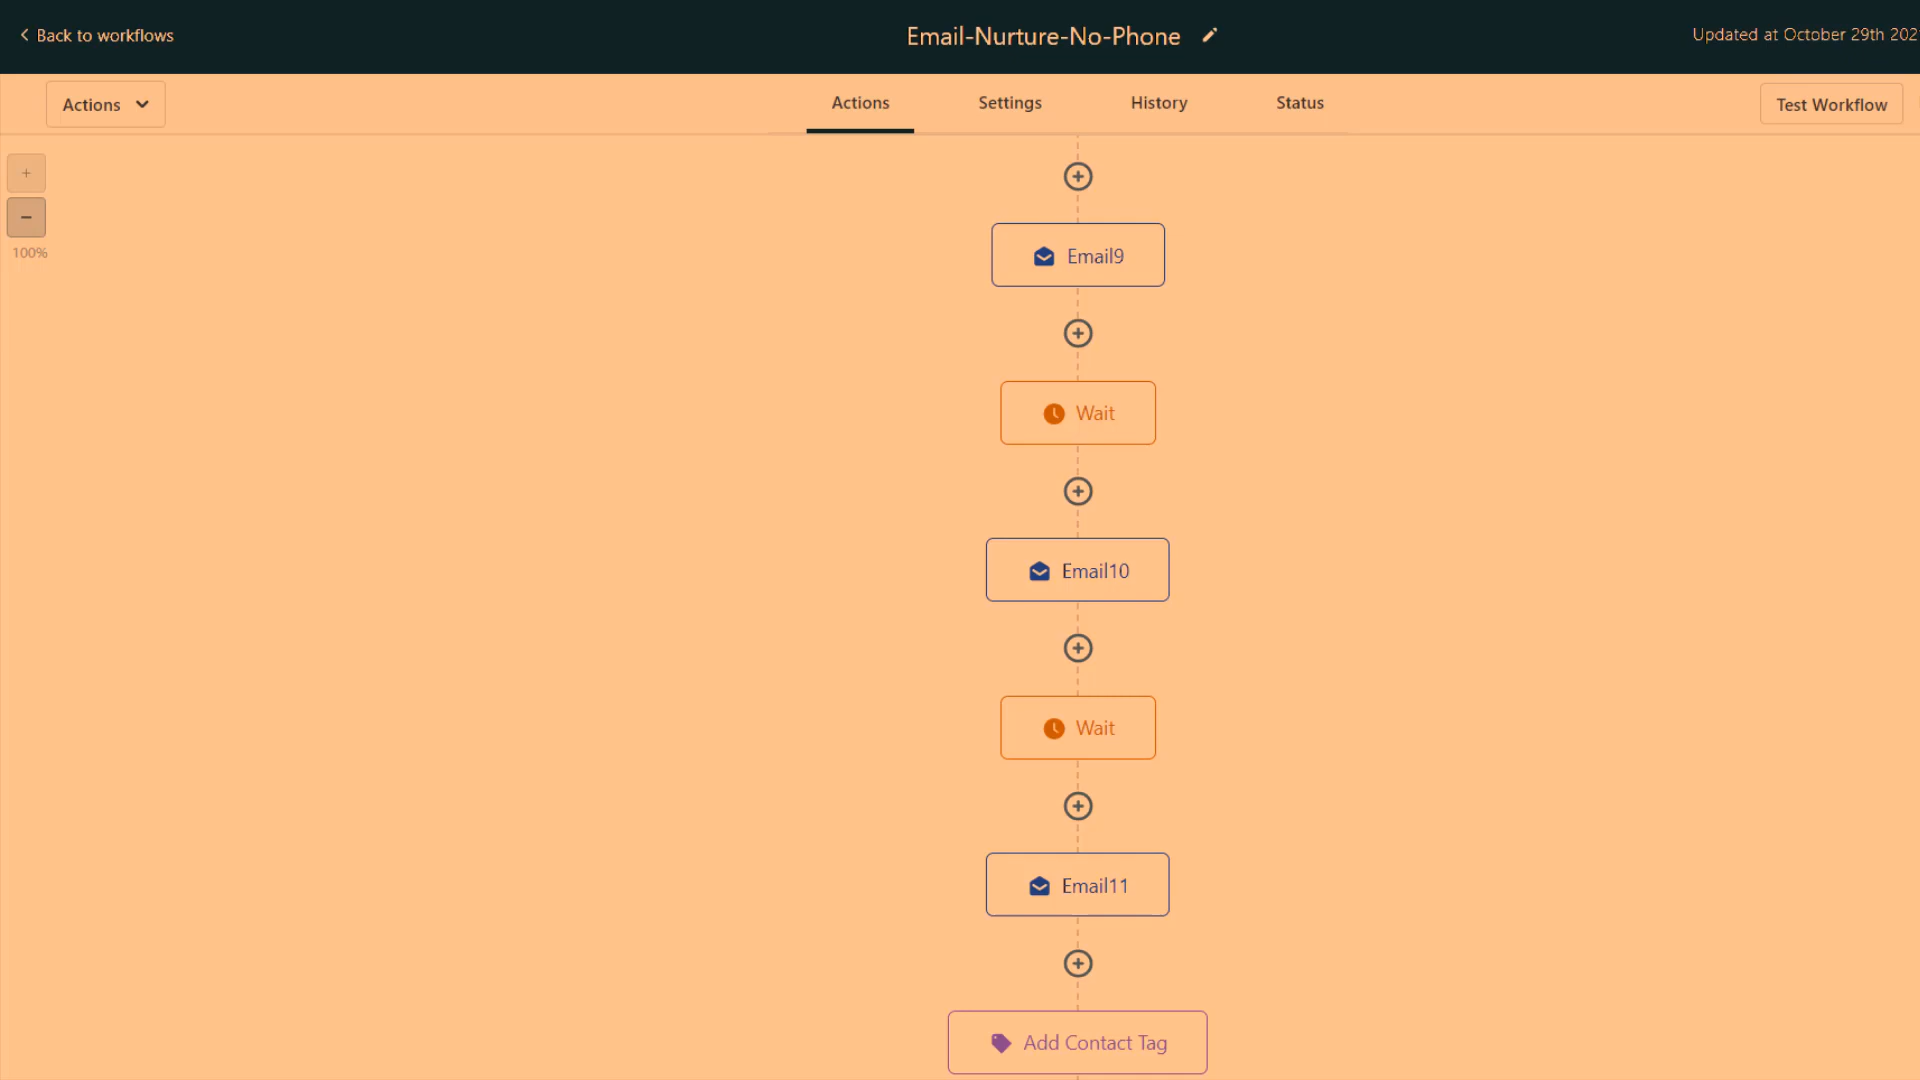 Back to workflows
Email-Nurture-No-Phone
Updated at October 29th 202
Actions
Actions
Settings
History
Status
Test Workflow
+
−
100%
Email9
Wait
Email10
Wait
Email11
Add Contact Tag